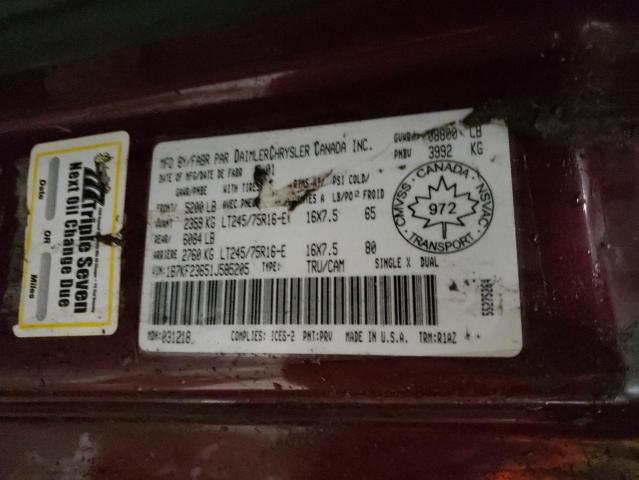 777 Triple Seven
Next Oil Change Due
Date OR Miles
MFD BY/FABR PAR DAIMLERCHRYSLER CANADA INC.
GVWR/ 08800 LB
DATE OF MFG/DATE DE FABR 01
PNBV 3992 KG
GAWR/PNBE WITH TIRES RIMS PSI COLD/
AVEC PNEU LB/PO² FROID
FRONT/ 5200 LB
AVANT 2359 KG LT245/75R16-E 16X7.5 65
REAR/ 6084 LB
ARRIERE 2760 KG LT245/75R16-E 16X7.5 80
VIN: 1B7KF23651J586205 TYPE: TRU/CAM SINGLE X DUAL
MDH: 031218 COMPLIES: ICES-2 PNT: PRV MADE IN U.S.A. TRM: R1AZ
CANADA
CMVSS 972 NSVAC
TRANSPORT